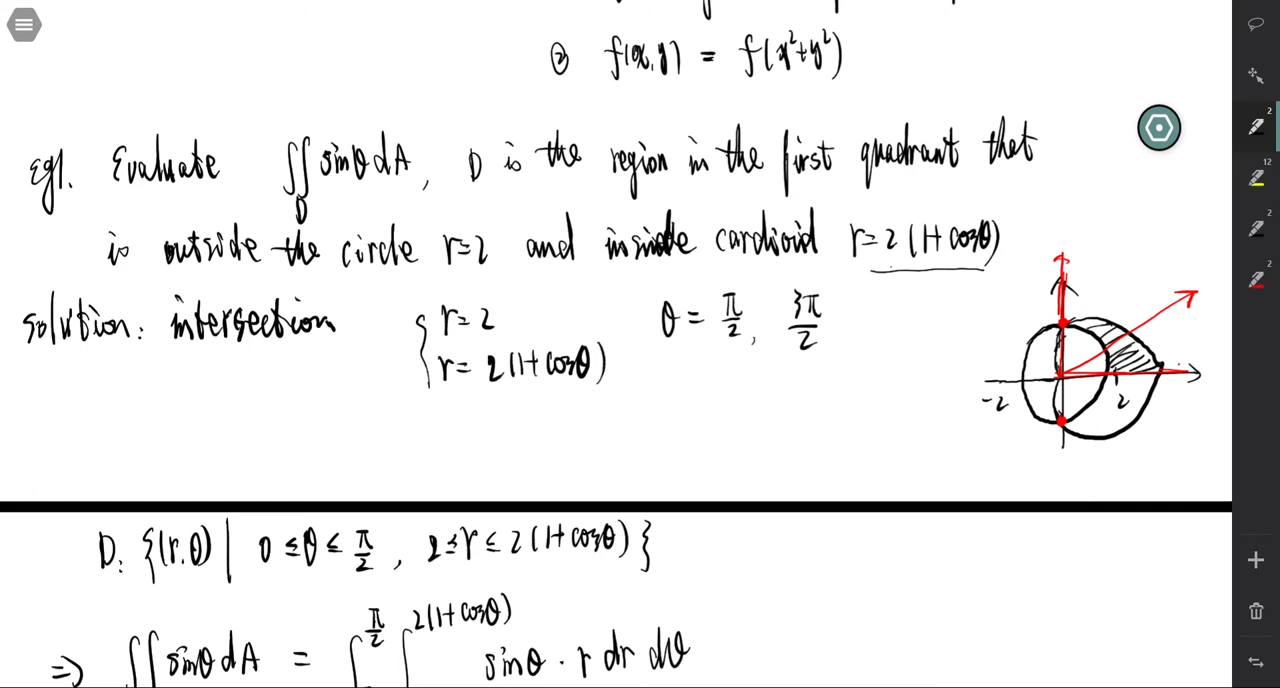 ② f(x,y) = f(x²+y²)
Eg1. Evaluate ∬_D sinθ dA, D is the region in the first quadrant that
is outside the circle r=2 and inside cardioid r=2(1+cosθ)
solution: intersection { r=2 θ = π/2, 3π/2
r= 2(1+cosθ)
-2 2
D: {(r,θ) | 0≤θ≤π/2, 2≤r≤2(1+cosθ)}
⇒ ∬ sinθ dA = ∫^(π/2) ∫^(2(1+cosθ)) sinθ · r dr dθ